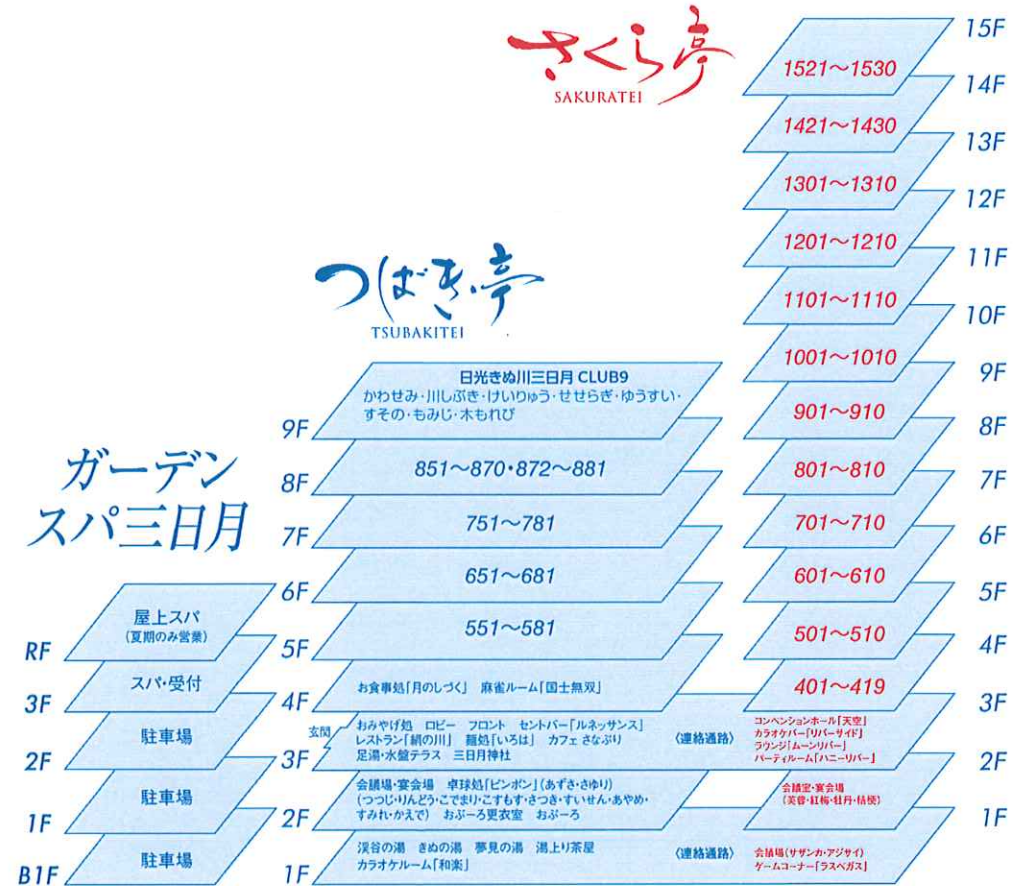 さくら亭
SAKURATEI
15F
1521〜1530
14F
1421〜1430
13F
1301〜1310
12F
1201〜1210
11F
1101〜1110
10F
1001〜1010
9F
901〜910
8F
801〜810
7F
701〜710
6F
601〜610
5F
501〜510
4F
401〜419
3F
コンベンションホール「天空」
カラオケバー「リバーサイド」
ラウンジ「ムーンリバー」
パーティルーム「ハニーリバー」
2F
会議室・宴会場
(芙蓉・紅梅・牡丹・桔梗)
1F
会議場(サザンカ・アジサイ)
ゲームコーナー「ラスベガス」
つばき亭
TSUBAKITEI
日光きぬ川三日月 CLUB9
かわせみ・川しぶき・けいりゅう・せせらぎ・ゆうすい・
すその・もみじ・木もれび
9F
851〜870・872〜881
8F
751〜781
7F
651〜681
6F
551〜581
5F
お食事処「月のしづく」 麻雀ルーム「国士無双」
4F
玄関
おみやげ処 ロビー フロント セントバー「ルネッサンス」
レストラン「絹の川」 麺処「いろは」 カフェ さなぶり
足湯・水盤テラス 三日月神社
〈連絡通路〉
3F
会議場・宴会場 卓球処「ピンポン」(あずさ・さゆり)
(つつじ・りんどう・こでまり・こすもす・さつき・すいせん・あやめ・
すみれ・かえで) おぶーろ更衣室 おぶーろ
2F
渓谷の湯 きぬの湯 夢見の湯 湯上り茶屋
カラオケルーム「和楽」
〈連絡通路〉
1F
ガーデン
スパ三日月
屋上スパ
(夏期のみ営業)
RF
スパ・受付
3F
駐車場
2F
駐車場
1F
駐車場
B1F